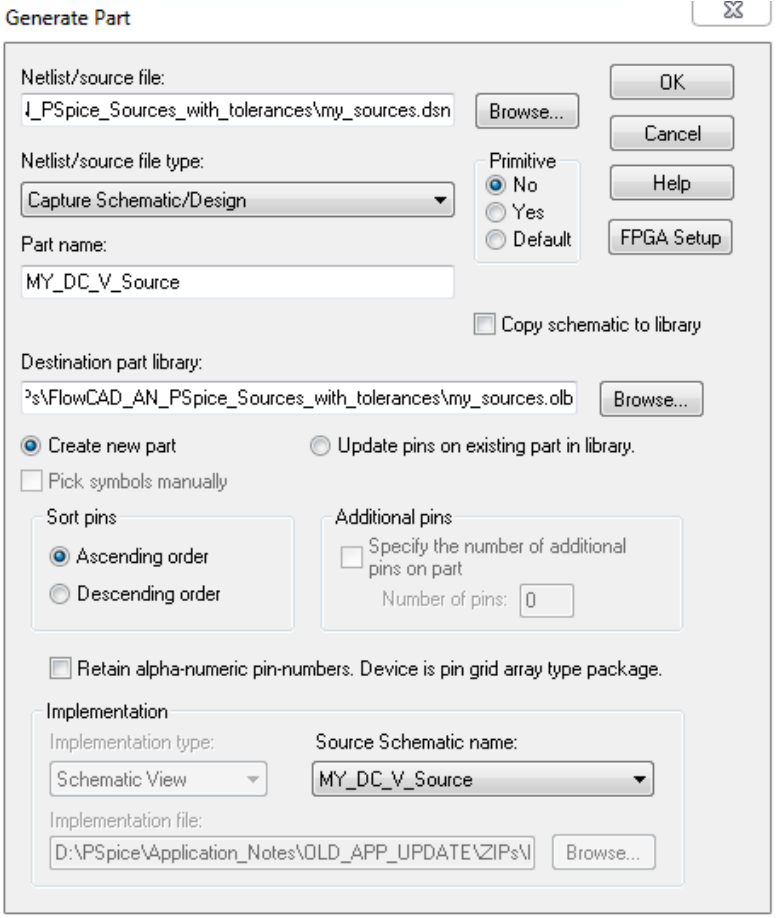 Generate Part
Netlist/source file:
OK
_PSpice_Sources_with_tolerances\my_sources.dsn
Browse...
Cancel
Netlist/source file type:
Primitive
No
Help
Capture Schematic/Design
Yes
Part name:
Default
FPGA Setup
MY_DC_V_Source
Copy schematic to library
Destination part library:
s\FlowCAD_AN_PSpice_Sources_with_tolerances\my_sources.olb
Browse...
Create new part
Update pins on existing part in library.
Pick symbols manually
Sort pins
Additional pins
Ascending order
Specify the number of additional
pins on part
Descending order
Number of pins: 0
Retain alpha-numeric pin-numbers. Device is pin grid array type package.
Implementation
Implementation type:
Source Schematic name:
Schematic View
MY_DC_V_Source
Implementation file:
D:\PSpice\Application_Notes\OLD_APP_UPDATE\ZIPs\
Browse...